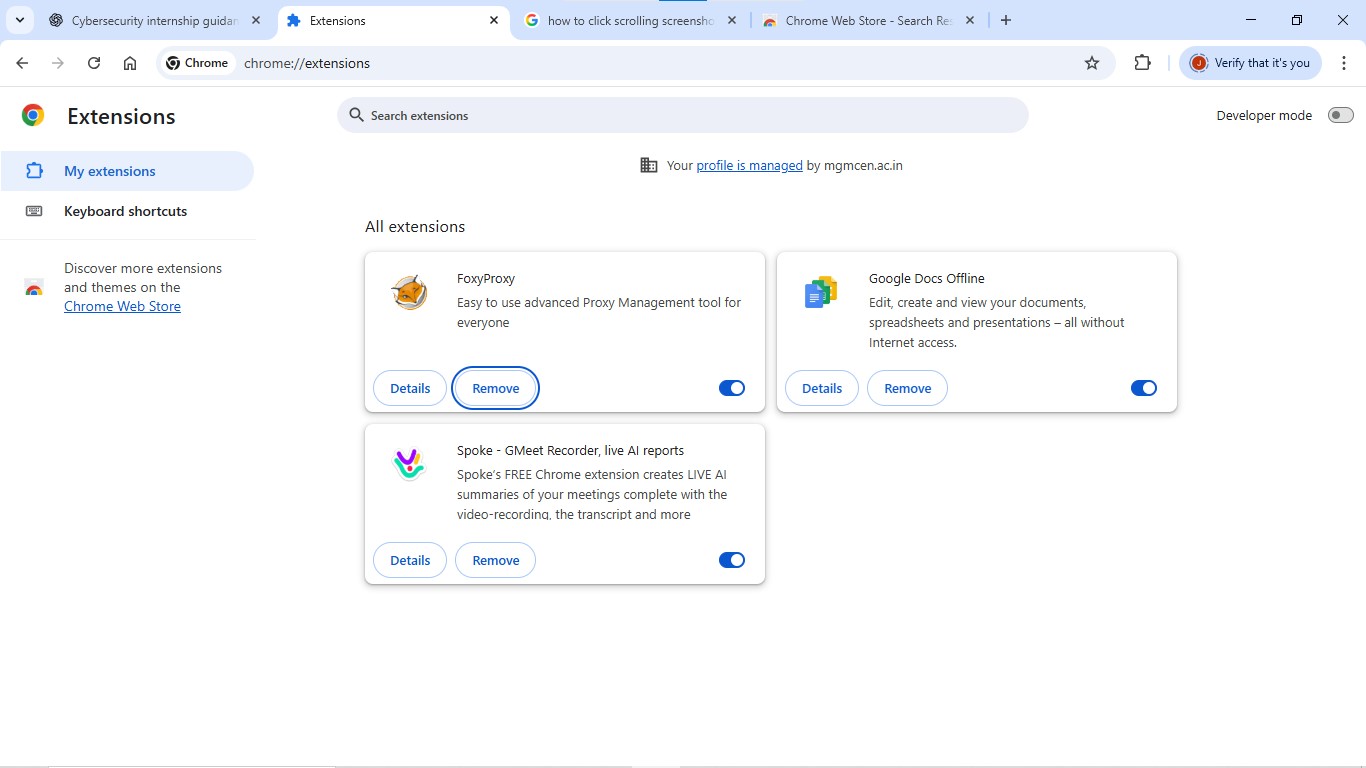 Cybersecurity internship guidan
Extensions
how to click scrolling screensho
Chrome Web Store - Search Res
Chrome
chrome://extensions
Verify that it's you
J
Extensions
Search extensions
Developer mode
My extensions
Keyboard shortcuts
Discover more extensions
and themes on the
Chrome Web Store
Your profile is managed by mgmcen.ac.in
All extensions
FoxyProxy
Easy to use advanced Proxy Management tool for
everyone
Details
Remove
Google Docs Offline
Edit, create and view your documents,
spreadsheets and presentations – all without
Internet access.
Details
Remove
Spoke - GMeet Recorder, live AI reports
Spoke's FREE Chrome extension creates LIVE AI
summaries of your meetings complete with the
video-recording, the transcript and more
Details
Remove